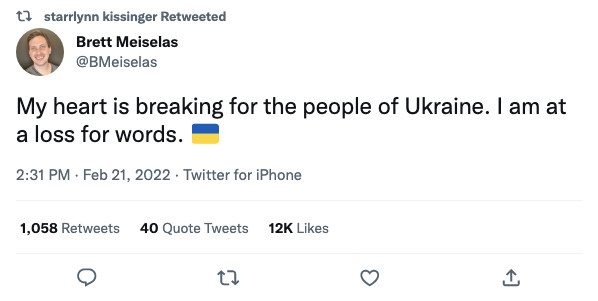 starrlynn kissinger Retweeted
Brett Meiselas
@BMeiselas
My heart is breaking for the people of Ukraine. I am at
a loss for words. 🇺🇦
2:31 PM · Feb 21, 2022 · Twitter for iPhone
1,058 Retweets 40 Quote Tweets 12K Likes